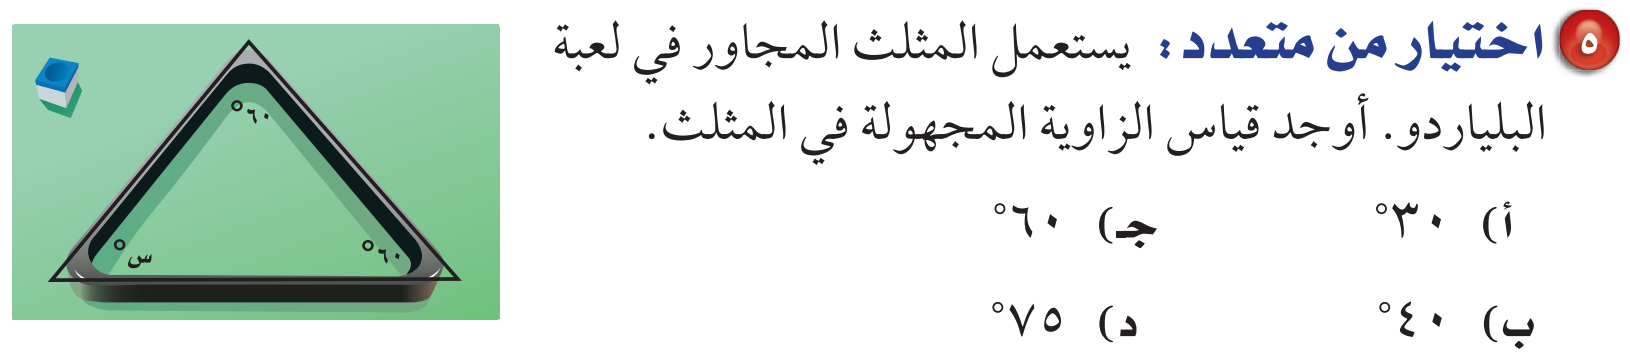 ٥ اختيار من متعدد : يستعمل المثلث المجاور في لعبة
البلياردو. أوجد قياس الزاوية المجهولة في المثلث.
أ) ٣٠°
جـ) ٦٠°
ب) ٤٠°
د) ٧٥°
٦٠°
س°
٦٠°